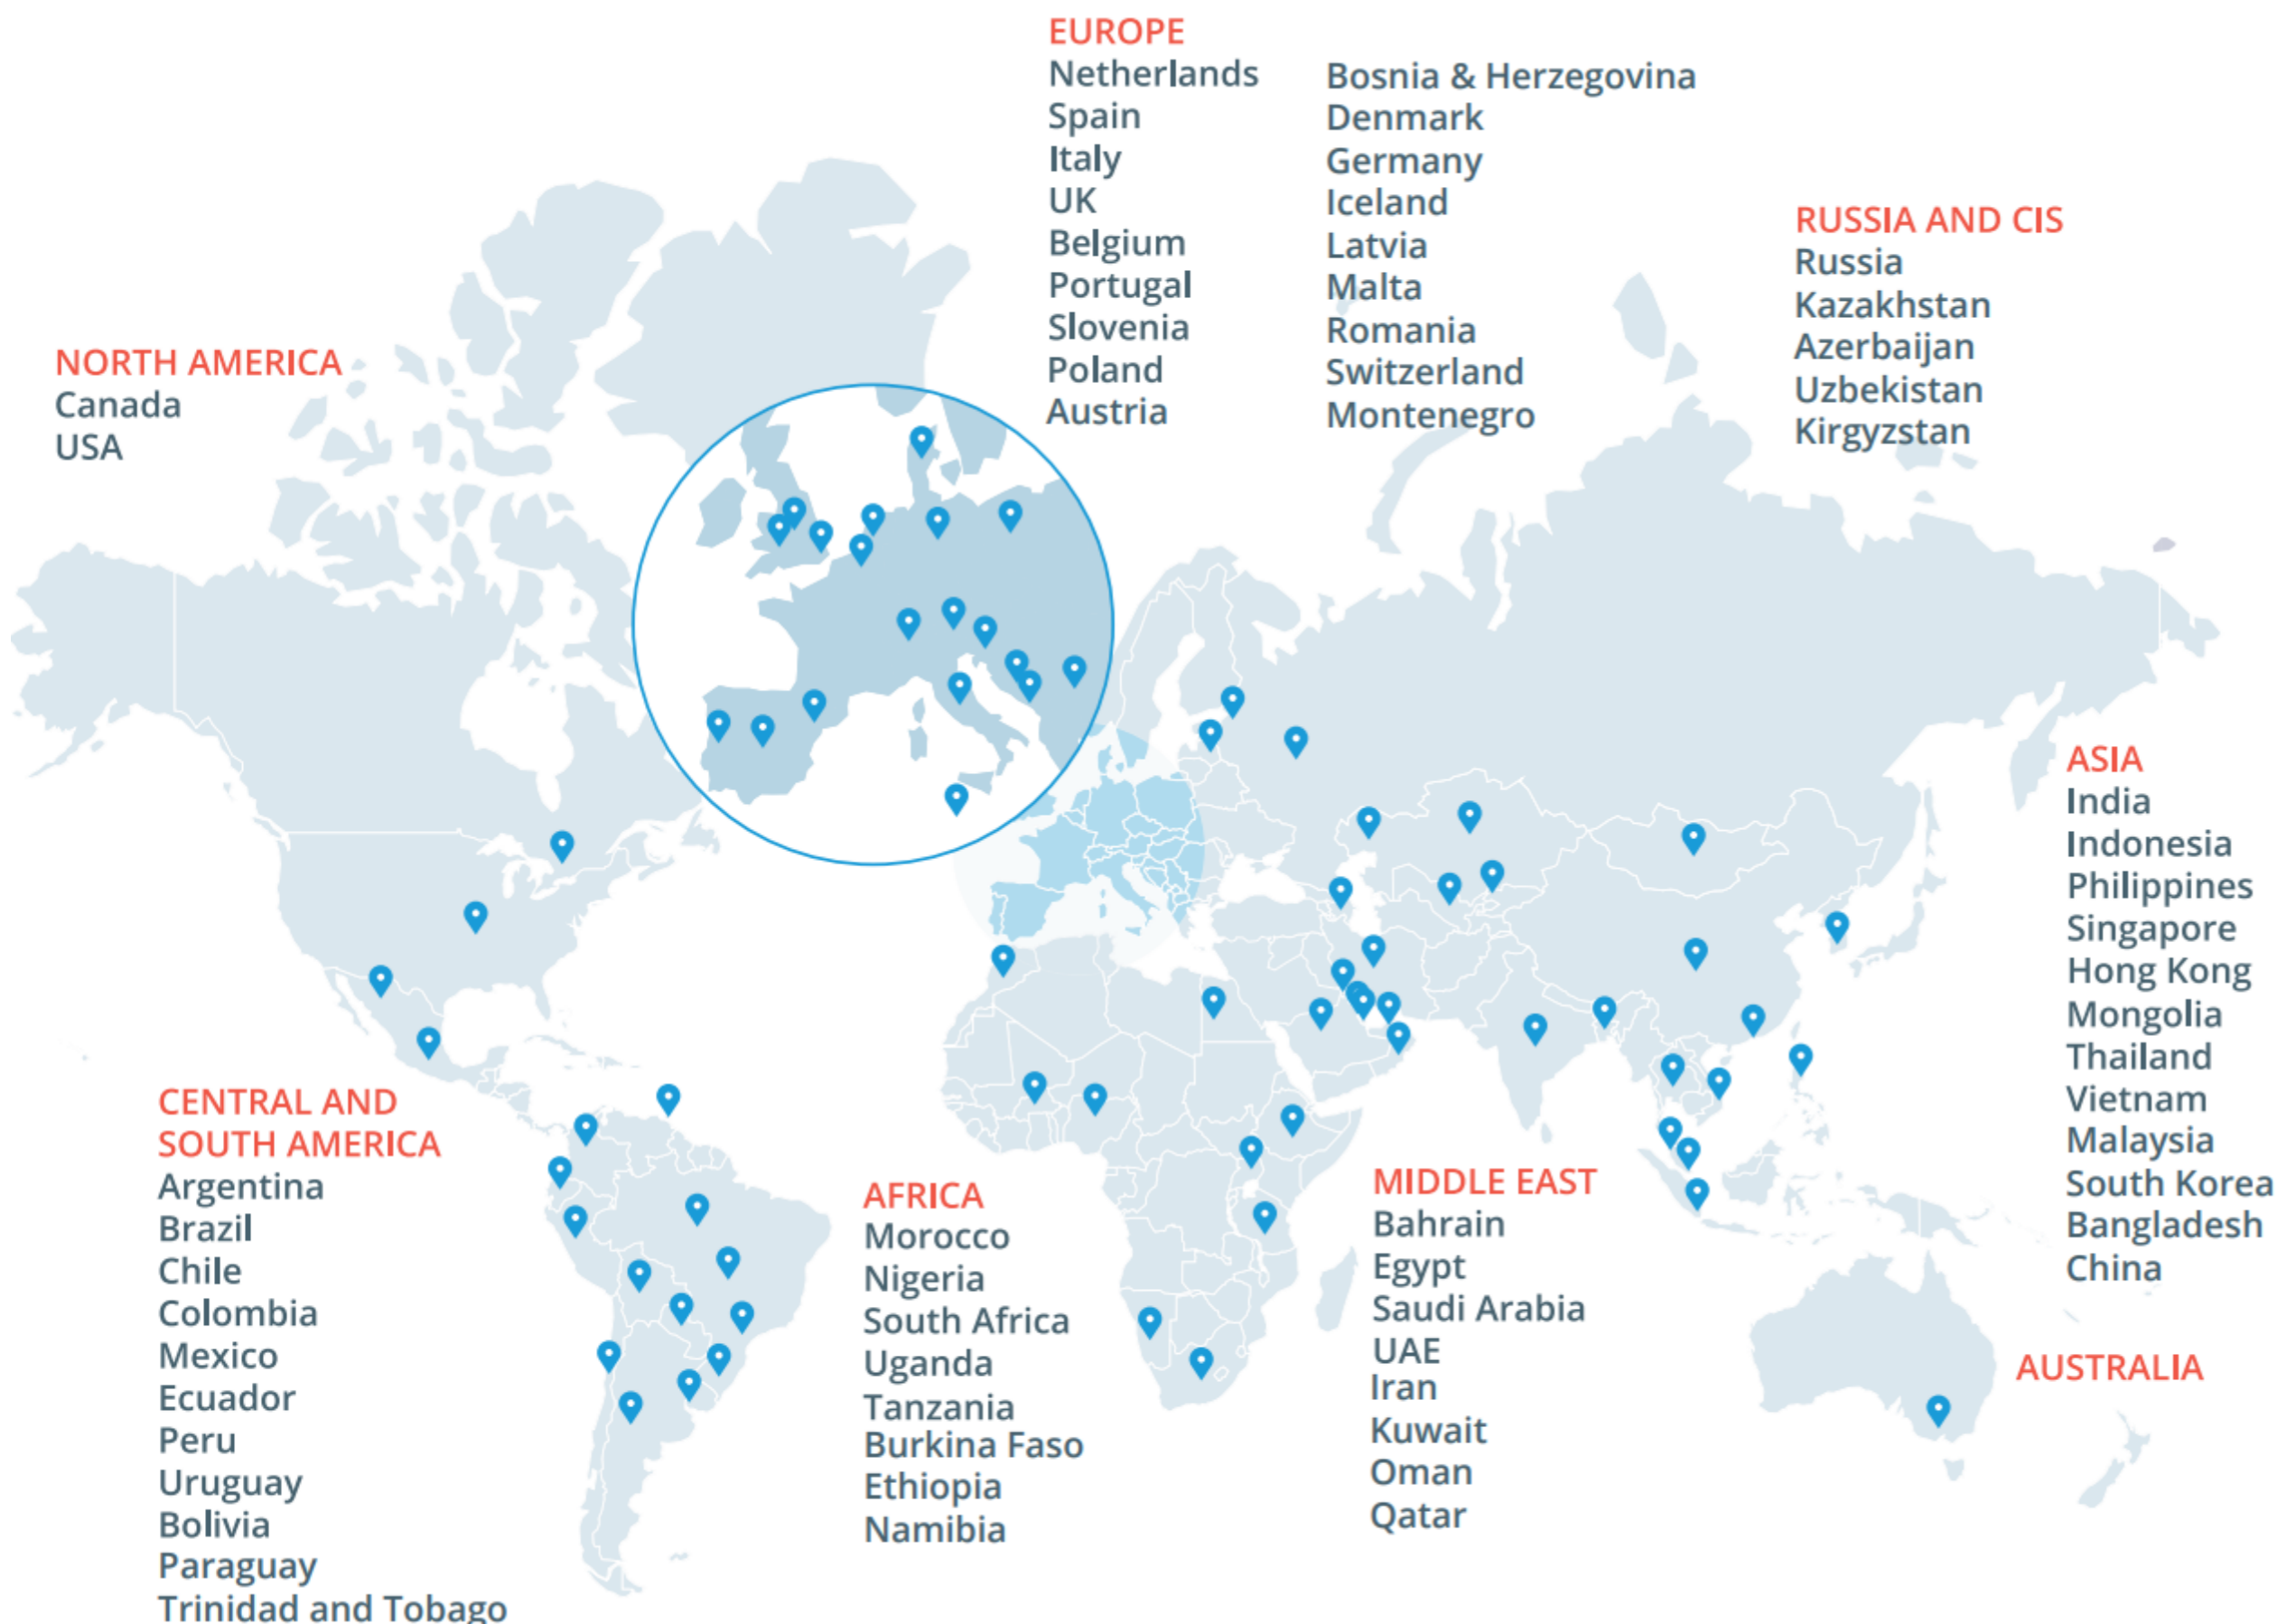 EUROPE
Netherlands
Spain
Italy
UK
Belgium
Portugal
Slovenia
Poland
Austria
Bosnia & Herzegovina
Denmark
Germany
Iceland
Latvia
Malta
Romania
Switzerland
Montenegro
RUSSIA AND CIS
Russia
Kazakhstan
Azerbaijan
Uzbekistan
Kirgyzstan
NORTH AMERICA
Canada
USA
ASIA
India
Indonesia
Philippines
Singapore
Hong Kong
Mongolia
Thailand
Vietnam
Malaysia
South Korea
Bangladesh
China
CENTRAL AND
SOUTH AMERICA
Argentina
Brazil
Chile
Colombia
Mexico
Ecuador
Peru
Uruguay
Bolivia
Paraguay
Trinidad and Tobago
AFRICA
Morocco
Nigeria
South Africa
Uganda
Tanzania
Burkina Faso
Ethiopia
Namibia
MIDDLE EAST
Bahrain
Egypt
Saudi Arabia
UAE
Iran
Kuwait
Oman
Qatar
AUSTRALIA